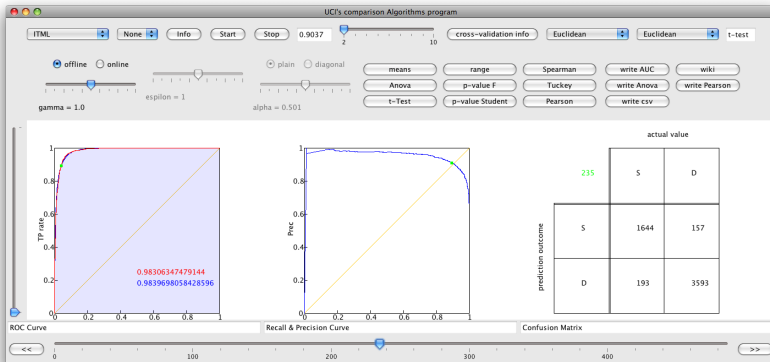 UCI's comparison Algorithms program
ITML None Info Start Stop 0.9037 2 10 cross-validation info Euclidean Euclidean t-test
offline online plain diagonal
means range Spearman write AUC wiki
Anova p-value F Tuckey write Anova write Pearson
t-Test p-value Student Pearson write csv
gamma = 1.0 espilon = 1 alpha = 0.501
TP rate
1
0.8
0.6
0.4
0.2
0
0 0.2 0.4 0.6 0.8 1
0.98306347479144
0.9839698058428596
Prec
1
0.8
0.6
0.4
0.2
0
0 0.2 0.4 0.6 0.8 1
actual value
prediction outcome
235 S D
S 1644 157
D 193 3593
ROC Curve Recall & Precision Curve Confusion Matrix
<< >>
0 100 200 300 400